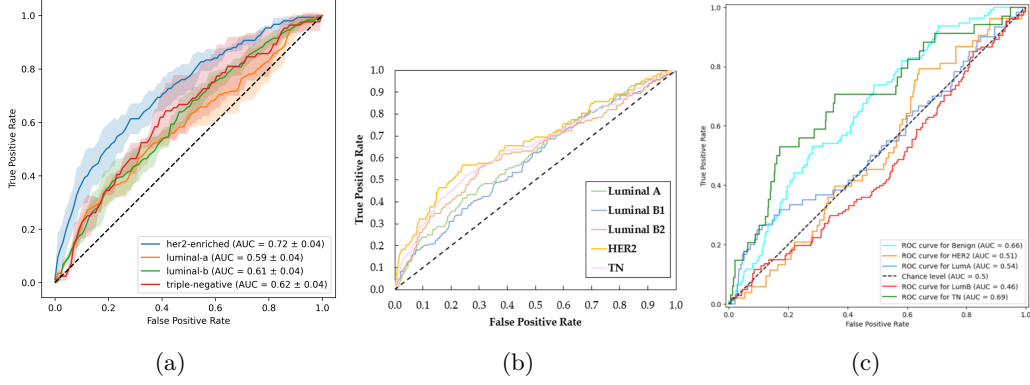 True Positive Rate
1.0
0.8
0.6
0.4
0.2
0.0
0.0 0.2 0.4 0.6 0.8 1.0
False Positive Rate
her2-enriched (AUC = 0.72 ± 0.04)
luminal-a (AUC = 0.59 ± 0.04)
luminal-b (AUC = 0.61 ± 0.04)
triple-negative (AUC = 0.62 ± 0.04)
(a)
True Positive Rate
1.0
0.9
0.8
0.7
0.6
0.5
0.4
0.3
0.2
0.1
0.0
0.0 0.1 0.2 0.3 0.4 0.5 0.6 0.7 0.8 0.9 1.0
False Positive Rate
Luminal A
Luminal B1
Luminal B2
HER2
TN
(b)
True Positive Rate
1.0
0.8
0.6
0.4
0.2
0.0
0.0 0.2 0.4 0.6 0.8 1.0
False Positive Rate
ROC curve for Benign (AUC = 0.66)
ROC curve for HER2 (AUC = 0.51)
ROC curve for LumA (AUC = 0.54)
Chance level (AUC = 0.5)
ROC curve for LumB (AUC = 0.46)
ROC curve for TN (AUC = 0.69)
(c)